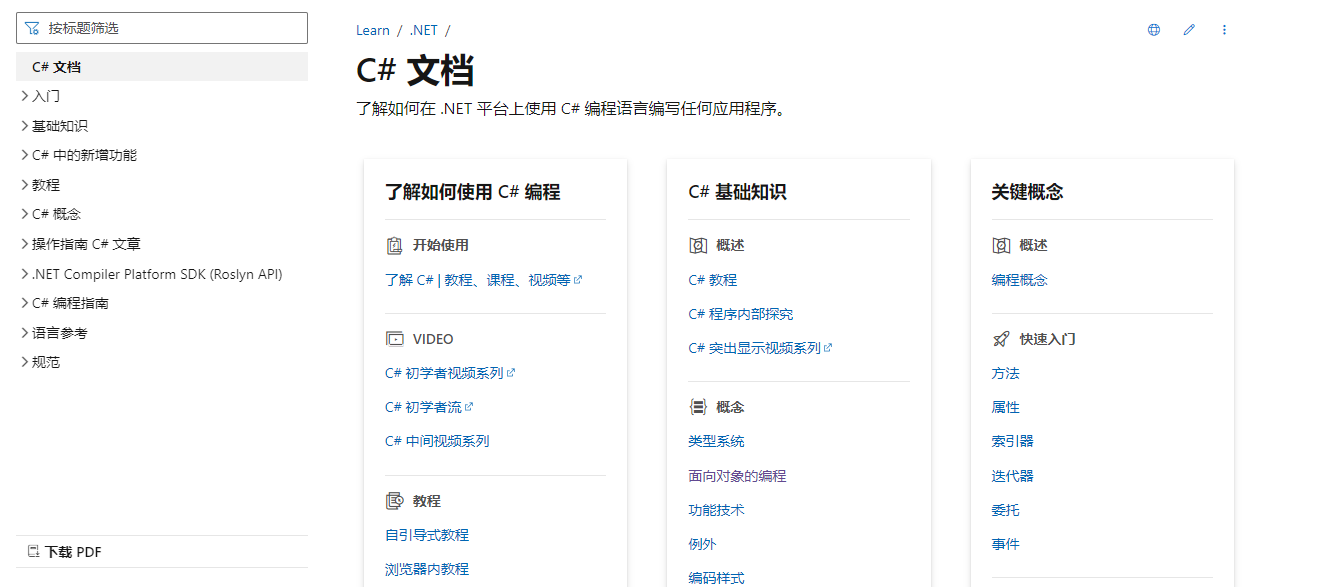 按标题筛选
C# 文档
入门
基础知识
C# 中的新增功能
教程
C# 概念
操作指南 C# 文章
.NET Compiler Platform SDK (Roslyn API)
C# 编程指南
语言参考
规范
下载 PDF
Learn / .NET /
C# 文档
了解如何在 .NET 平台上使用 C# 编程语言编写任何应用程序。
了解如何使用 C# 编程
开始使用
了解 C# | 教程、课程、视频等
VIDEO
C# 初学者视频系列
C# 初学者流
C# 中间视频系列
教程
自引导式教程
浏览器内教程
C# 基础知识
概述
C# 教程
C# 程序内部探究
C# 突出显示视频系列
概念
类型系统
面向对象的编程
功能技术
例外
编码样式
关键概念
概述
编程概念
快速入门
方法
属性
索引器
迭代器
委托
事件